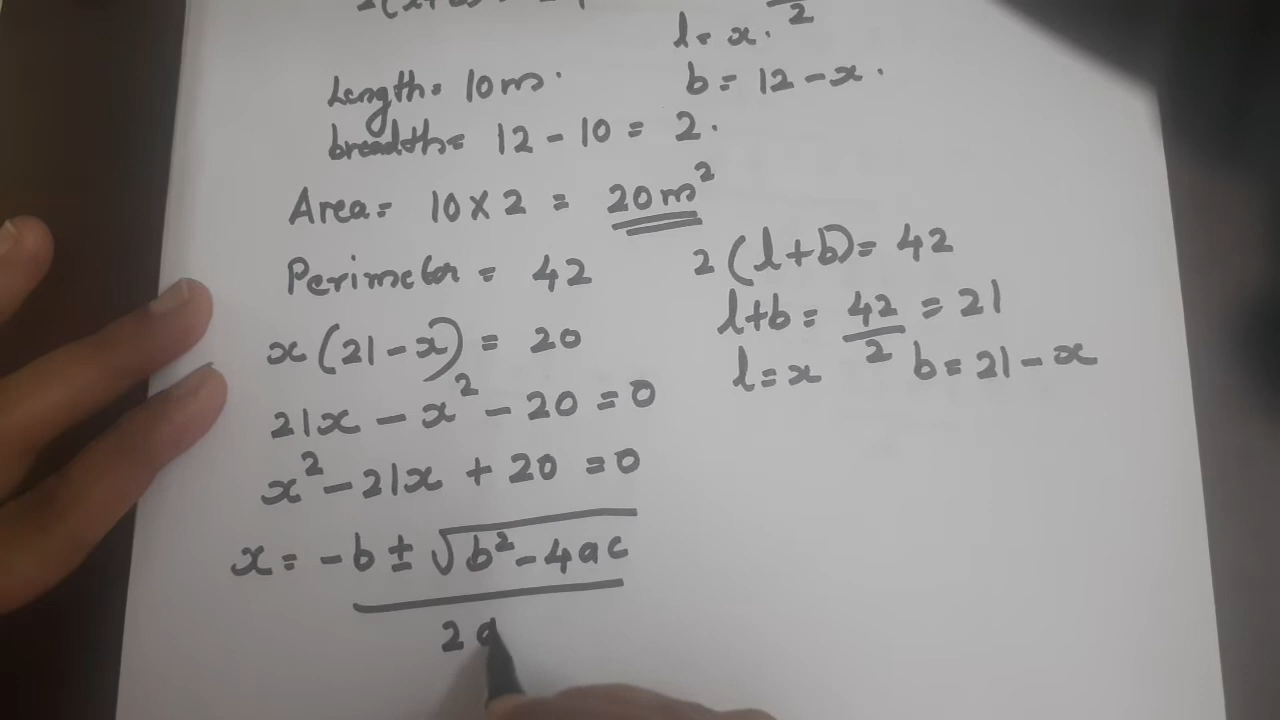 l = x.
2
Length = 10m.
b = 12 - x.
breadth = 12 - 10 = 2.
Area = 10 X 2 = 20m²
Perimeter = 42
2(l+b) = 42
x(21-x) = 20
l+b = 42/2 = 21
21x - x² - 20 = 0
l = x b = 21 - x
x² - 21x + 20 = 0
x = -b ± √b² - 4ac
2a